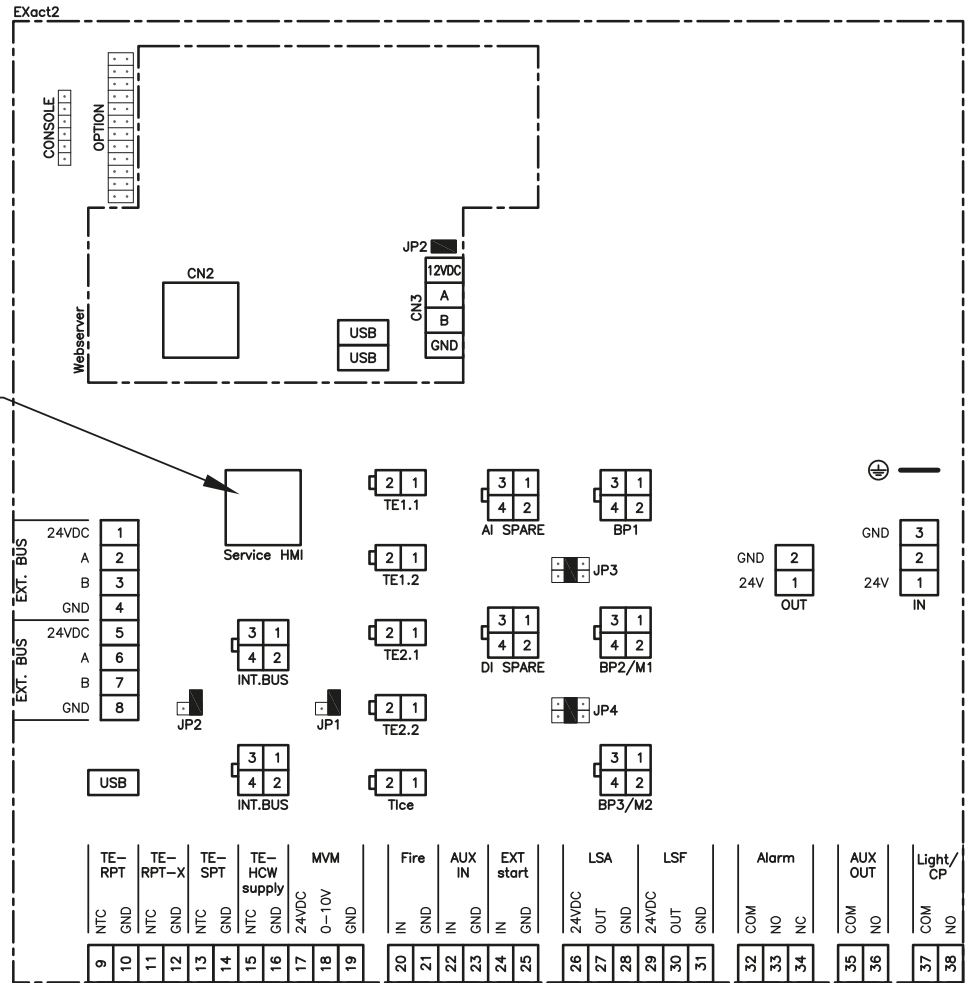 EXact2
CONSOLE
OPTION
JP2
12VDC
A
B
GND
CN3
CN2
USB
USB
Webserver
Service HMI
EXT. BUS
24VDC 1
A 2
B 3
GND 4
EXT. BUS
24VDC 5
A 6
B 7
GND 8
USB
3 1
4 2
INT.BUS
JP2
JP1
3 1
4 2
INT.BUS
2 1
TE1.1
2 1
TE1.2
2 1
TE2.1
2 1
TE2.2
2 1
TIce
3 1
4 2
AI SPARE
3 1
4 2
DI SPARE
3 1
4 2
BP1
JP3
3 1
4 2
BP2/M1
JP4
3 1
4 2
BP3/M2
GND 2
24V 1
OUT
GND 3
2
24V 1
IN
TE-
RPT
NTC GND
9 10
TE-
RPT-X
NTC GND
11 12
TE-
SPT
NTC GND
13 14
TE-
HCW
supply
NTC GND
15 16
MVM
24VDC 0-10V GND
17 18 19
Fire
IN GND
20 21
AUX
IN
IN GND
22 23
EXT
start
IN GND
24 25
LSA
24VDC OUT GND
26 27 28
LSF
24VDC OUT GND
29 30 31
Alarm
COM NO NC
32 33 34
AUX
OUT
COM NO
35 36
Light/
CP
COM NO
37 38